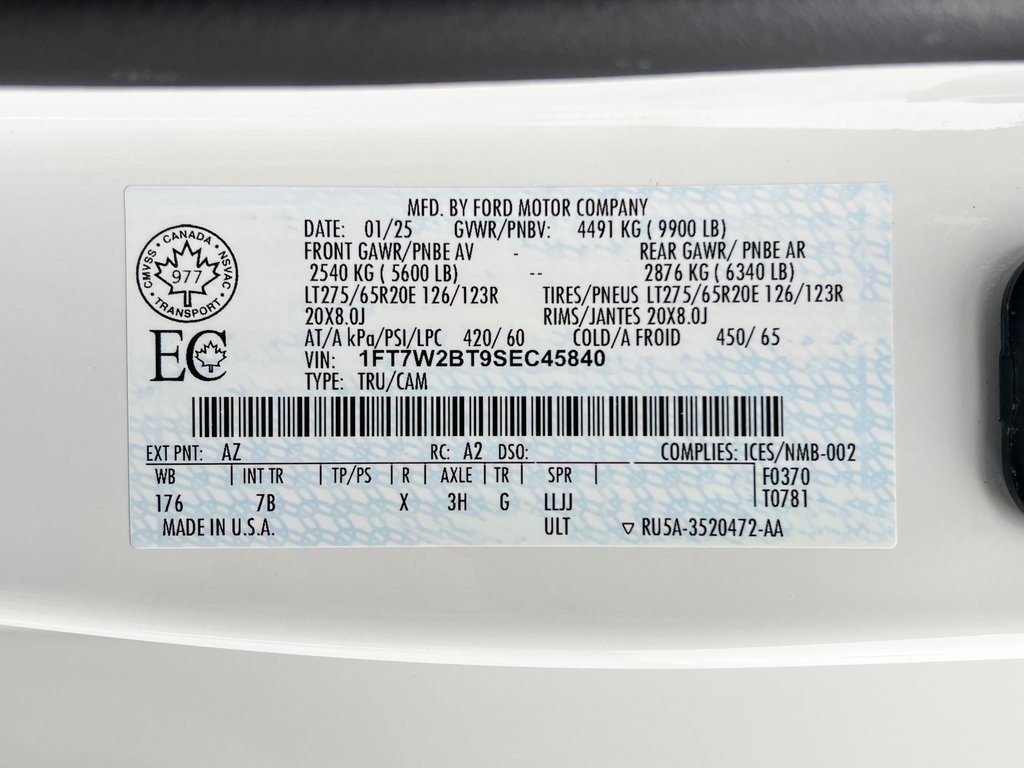 MFD. BY FORD MOTOR COMPANY
DATE: 01/25 GVWR/PNBV: 4491 KG ( 9900 LB)
FRONT GAWR/PNBE AV - REAR GAWR/ PNBE AR
2540 KG ( 5600 LB) -- 2876 KG ( 6340 LB)
LT275/65R20E 126/123R TIRES/PNEUS LT275/65R20E 126/123R
20X8.0J RIMS/JANTES 20X8.0J
AT/A kPa/PSI/LPC 420/ 60 COLD/A FROID 450/ 65
VIN: 1FT7W2BT9SEC45840
TYPE: TRU/CAM
CANADA
CMVSS 977 NSVAC
TRANSPORT
EC
EXT PNT: AZ RC: A2 DSO: COMPLIES: ICES/NMB-002
WB | INT TR | TP/PS | R | AXLE | TR | SPR | F0370
176 7B X 3H G LLJJ T0781
MADE IN U.S.A. ULT ▽ RU5A-3520472-AA